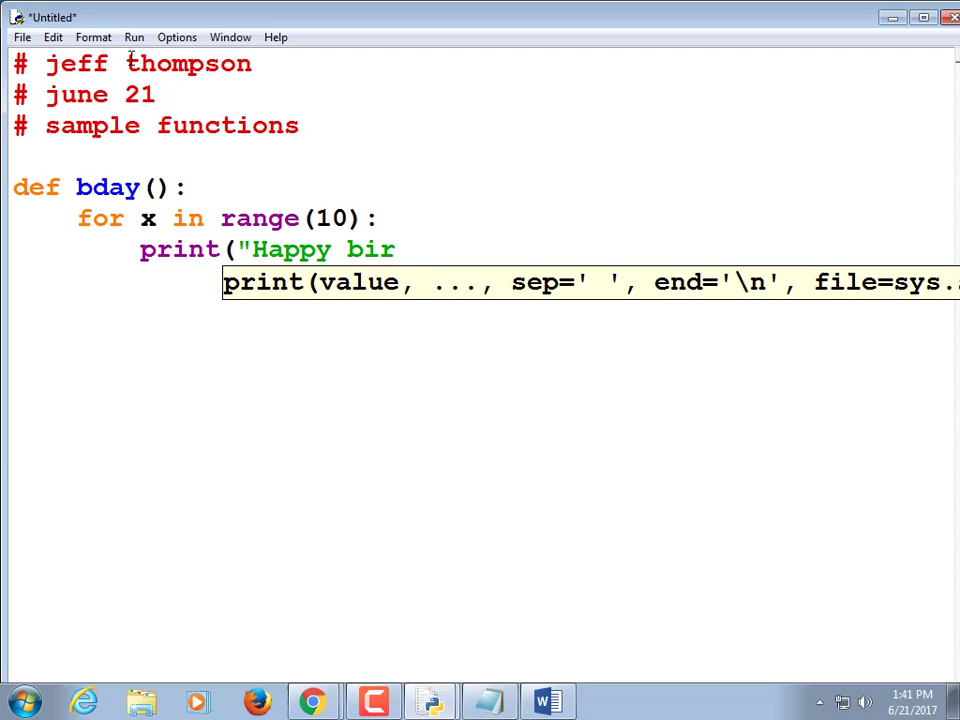 *Untitled*
File Edit Format Run Options Window Help
# jeff thompson
# june 21
# sample functions
def bday():
for x in range(10):
print("Happy bir
print(value, ..., sep=' ', end='\n', file=sys.
1:41 PM
6/21/2017